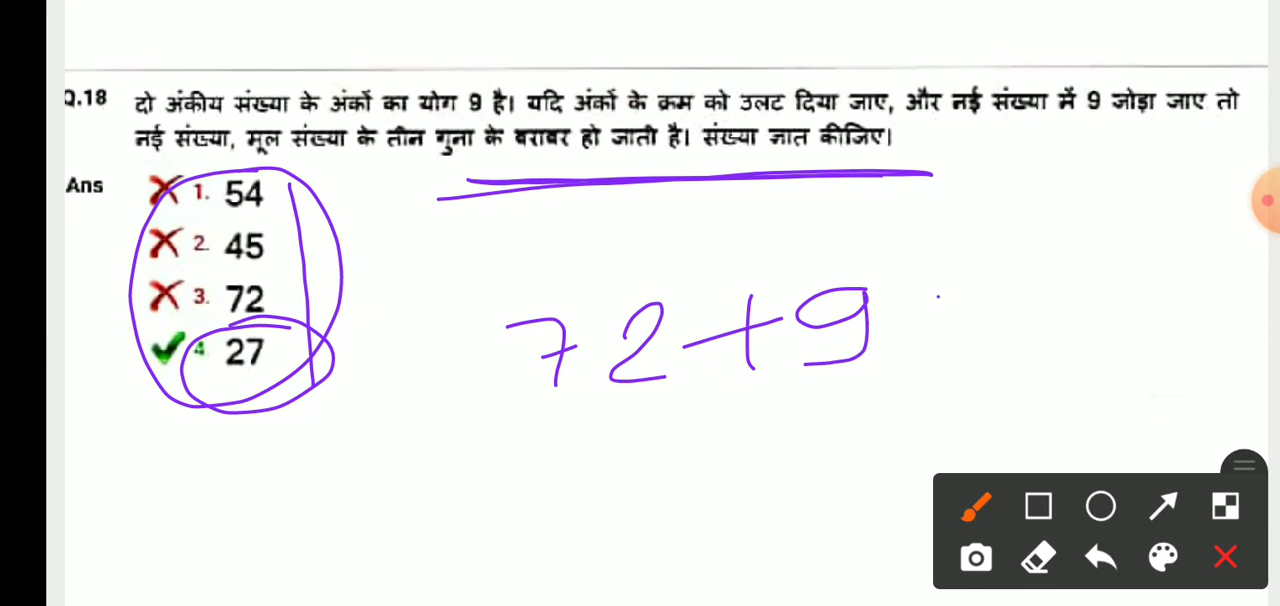 Q.18 दो अंकीय संख्या के अंकों का योग 9 है। यदि अंकों के क्रम को उलट दिया जाए, और नई संख्या में 9 जोड़ा जाए तो
नई संख्या, मूल संख्या के तीन गुना के बराबर हो जाती है। संख्या ज्ञात कीजिए।
Ans 1. 54
2. 45
3. 72
4. 27
72+9